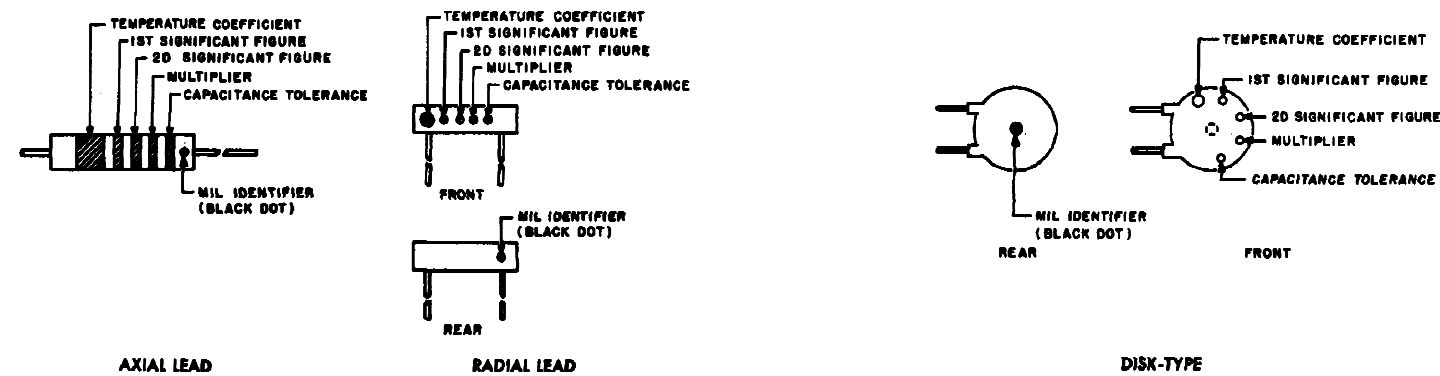 TEMPERATURE COEFFICIENT
1ST SIGNIFICANT FIGURE
2D SIGNIFICANT FIGURE
MULTIPLIER
CAPACITANCE TOLERANCE
MIL IDENTIFIER
(BLACK DOT)
AXIAL LEAD
TEMPERATURE COEFFICIENT
1ST SIGNIFICANT FIGURE
2D SIGNIFICANT FIGURE
MULTIPLIER
CAPACITANCE TOLERANCE
FRONT
MIL IDENTIFIER
(BLACK DOT)
REAR
RADIAL LEAD
MIL IDENTIFIER
(BLACK DOT)
REAR
TEMPERATURE COEFFICIENT
1ST SIGNIFICANT FIGURE
2D SIGNIFICANT FIGURE
MULTIPLIER
CAPACITANCE TOLERANCE
FRONT
DISK-TYPE